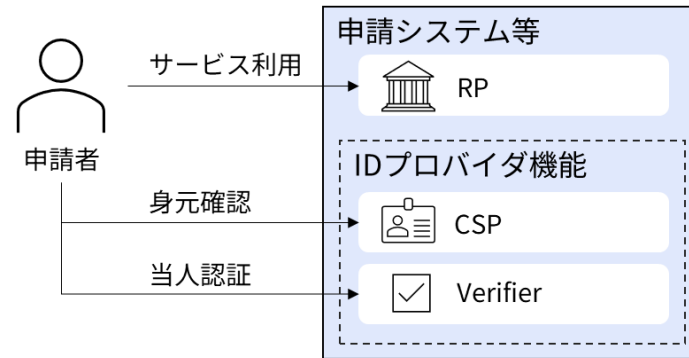 申請システム等
サービス利用
RP
申請者
IDプロバイダ機能
身元確認
CSP
当人認証
Verifier